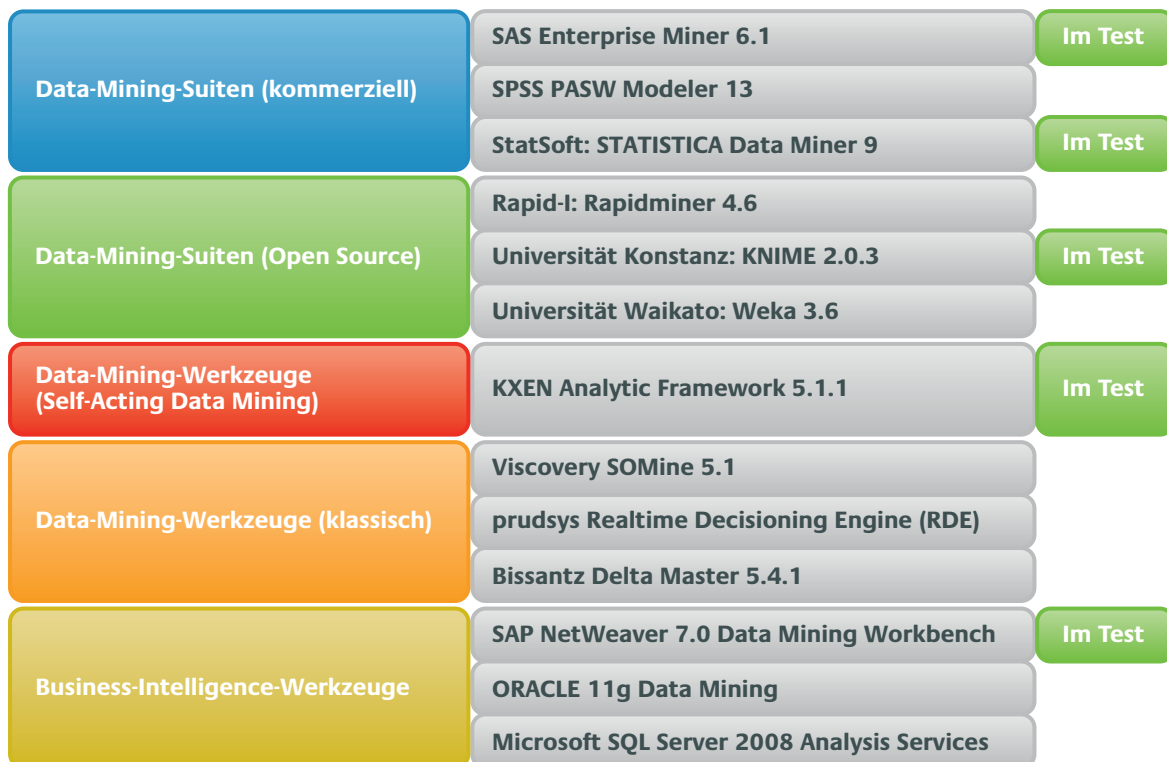 Data-Mining-Suiten (kommerziell)
SAS Enterprise Miner 6.1
Im Test
SPSS PASW Modeler 13
StatSoft: STATISTICA Data Miner 9
Im Test
Data-Mining-Suiten (Open Source)
Rapid-I: Rapidminer 4.6
Universität Konstanz: KNIME 2.0.3
Im Test
Universität Waikato: Weka 3.6
Data-Mining-Werkzeuge
(Self-Acting Data Mining)
KXEN Analytic Framework 5.1.1
Im Test
Data-Mining-Werkzeuge (klassisch)
Viscovery SOMine 5.1
prudsys Realtime Decisioning Engine (RDE)
Bissantz Delta Master 5.4.1
Business-Intelligence-Werkzeuge
SAP NetWeaver 7.0 Data Mining Workbench
Im Test
ORACLE 11g Data Mining
Microsoft SQL Server 2008 Analysis Services